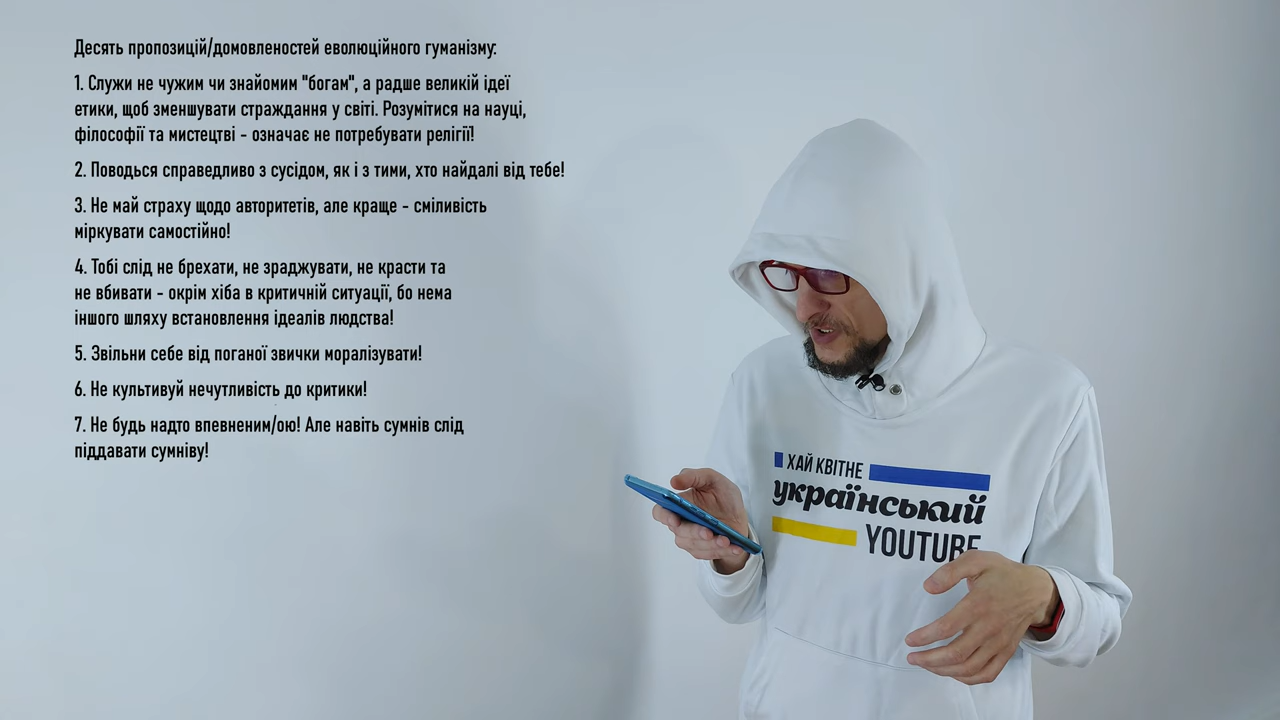 Десять пропозицій/домовленостей еволюційного гуманізму:
1. Служи не чужим чи знайомим "богам", а радше великій ідеї
етики, щоб зменшувати страждання у світі. Розумітися на науці,
філософії та мистецтві - означає не потребувати релігії!
2. Поводься справедливо з сусідом, як і з тими, хто найдалі від тебе!
3. Не май страху щодо авторитетів, але краще - сміливість
міркувати самостійно!
4. Тобі слід не брехати, не зраджувати, не красти та
не вбивати - окрім хіба в критичній ситуації, бо нема
іншого шляху встановлення ідеалів людства!
5. Звільни себе від поганої звички моралізувати!
6. Не культивуй нечутливість до критики!
7. Не будь надто впевненим/ою! Але навіть сумнів слід
піддавати сумніву!
ХАЙ КВІТНЕ
український
YOUTUBE